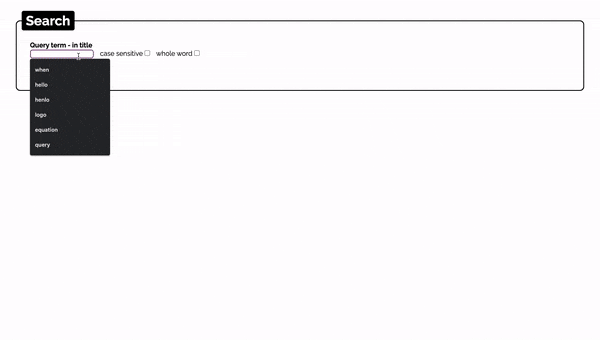 Search
Query term - in title
case sensitive whole word
when
hello
henlo
logo
equation
query